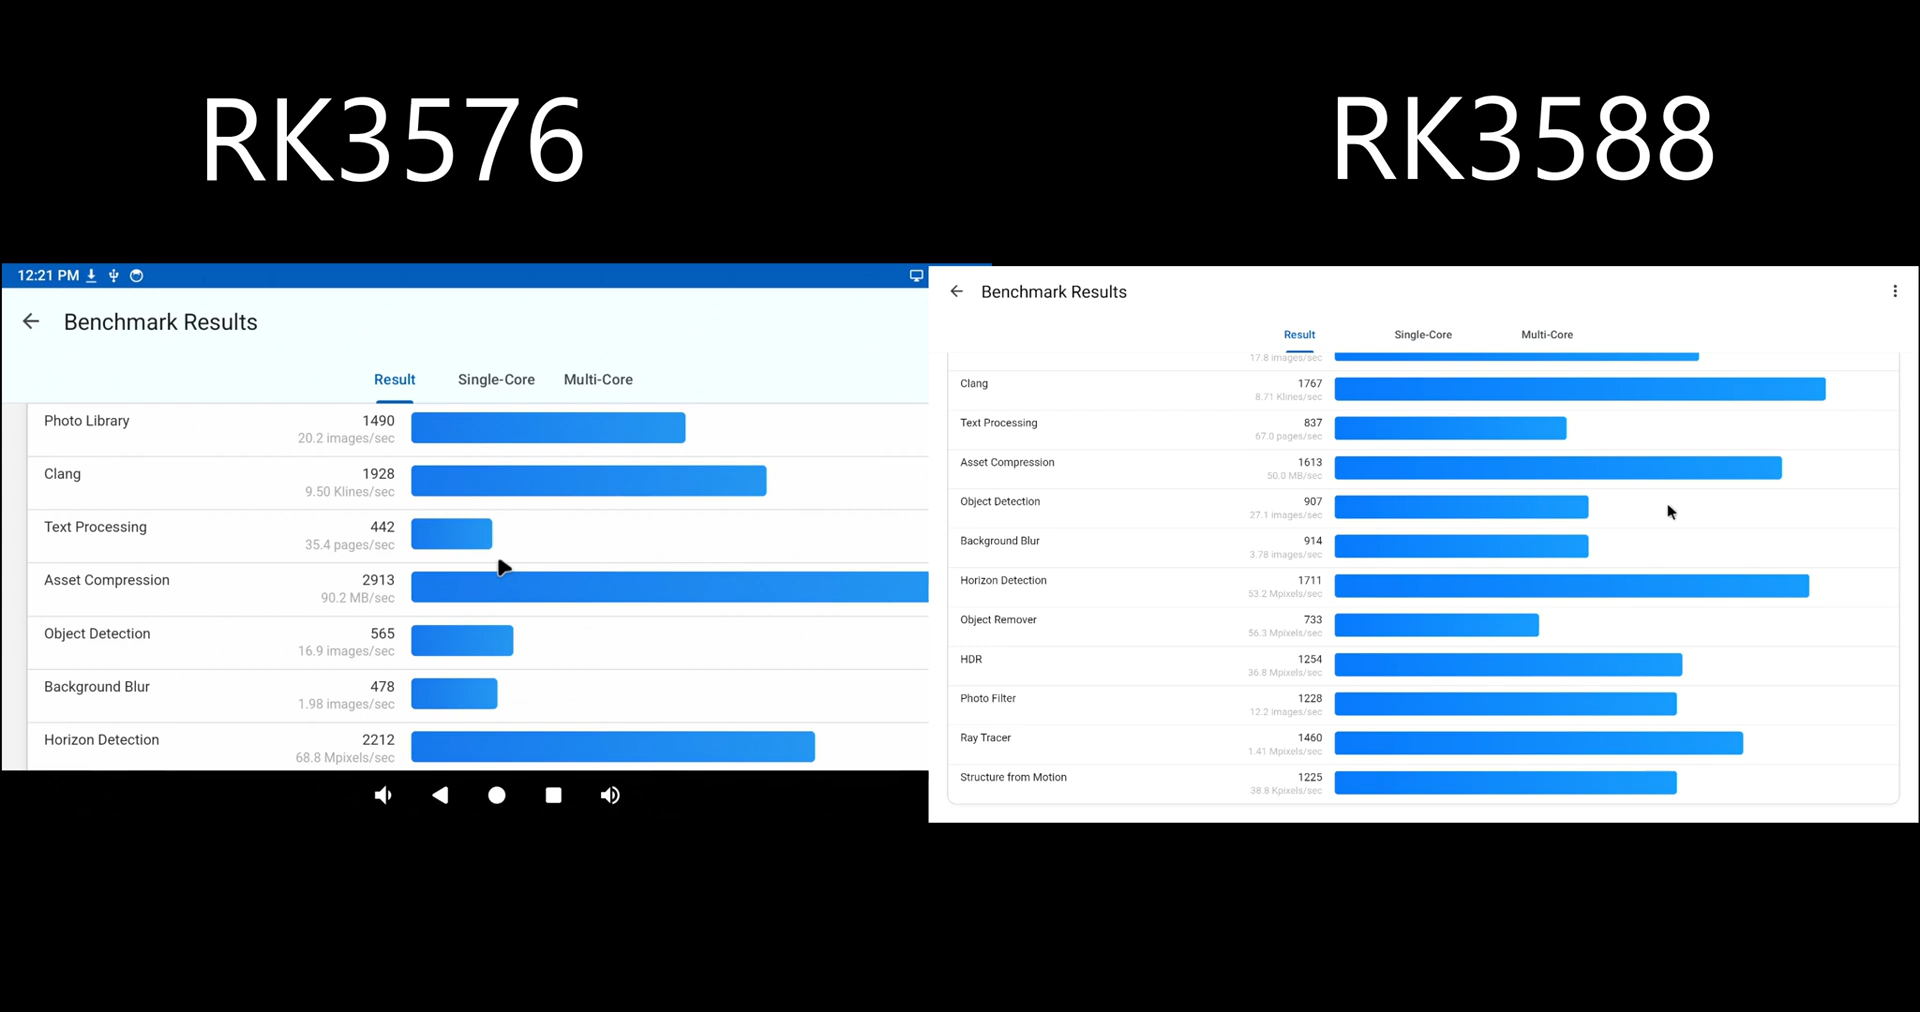 RK3576
RK3588
12:21 PM
Benchmark Results
Result Single-Core Multi-Core
Photo Library 1490
20.2 images/sec
Clang 1928
9.50 Klines/sec
Text Processing 442
35.4 pages/sec
Asset Compression 2913
90.2 MB/sec
Object Detection 565
16.9 images/sec
Background Blur 478
1.98 images/sec
Horizon Detection 2212
68.8 Mpixels/sec
Benchmark Results
Result Single-Core Multi-Core
17.8 images/sec
Clang 1767
8.71 Klines/sec
Text Processing 837
67.0 pages/sec
Asset Compression 1613
50.0 MB/sec
Object Detection 907
27.1 images/sec
Background Blur 914
3.78 images/sec
Horizon Detection 1711
53.2 Mpixels/sec
Object Remover 733
56.3 Mpixels/sec
HDR 1254
36.8 Mpixels/sec
Photo Filter 1228
12.2 images/sec
Ray Tracer 1460
1.41 Mpixels/sec
Structure from Motion 1225
38.8 Kpixels/sec